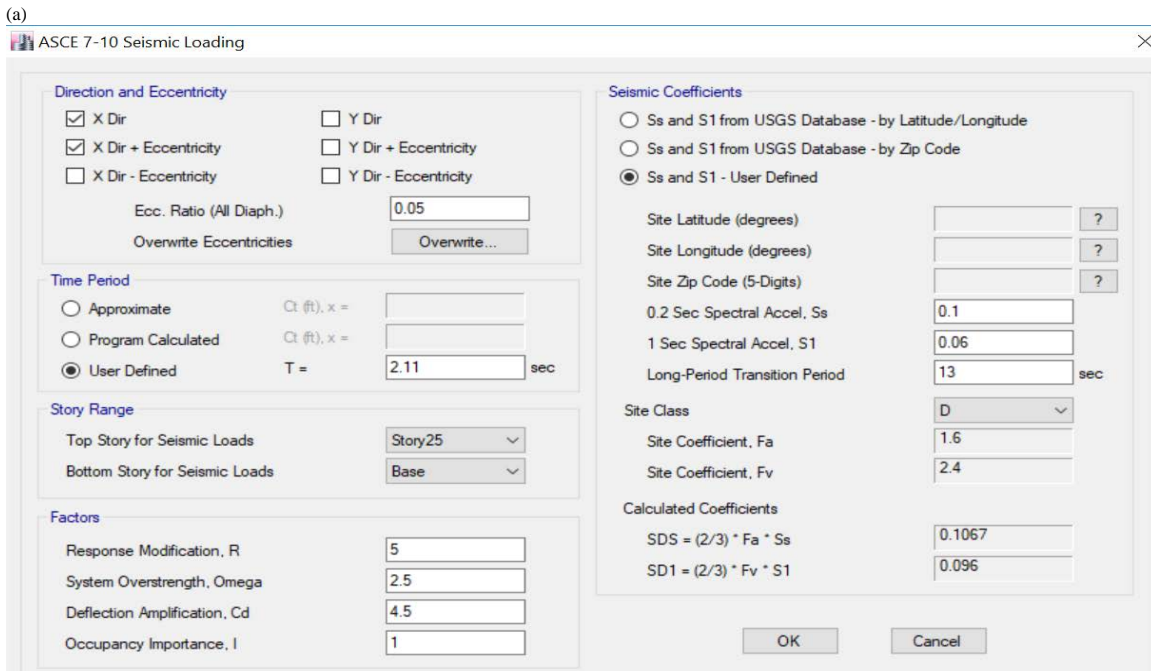 (a)
ASCE 7-10 Seismic Loading
Direction and Eccentricity
X Dir
Y Dir
X Dir + Eccentricity
Y Dir + Eccentricity
X Dir - Eccentricity
Y Dir - Eccentricity
Ecc. Ratio (All Diaph.) 0.05
Overwrite Eccentricities Overwrite...
Time Period
Approximate Ct (ft), x =
Program Calculated Ct (ft), x =
User Defined T = 2.11 sec
Story Range
Top Story for Seismic Loads Story25
Bottom Story for Seismic Loads Base
Factors
Response Modification, R 5
System Overstrength, Omega 2.5
Deflection Amplification, Cd 4.5
Occupancy Importance, I 1
Seismic Coefficients
Ss and S1 from USGS Database - by Latitude/Longitude
Ss and S1 from USGS Database - by Zip Code
Ss and S1 - User Defined
Site Latitude (degrees) ?
Site Longitude (degrees) ?
Site Zip Code (5-Digits) ?
0.2 Sec Spectral Accel, Ss 0.1
1 Sec Spectral Accel, S1 0.06
Long-Period Transition Period 13 sec
Site Class D
Site Coefficient, Fa 1.6
Site Coefficient, Fv 2.4
Calculated Coefficients
SDS = (2/3) * Fa * Ss 0.1067
SD1 = (2/3) * Fv * S1 0.096
OK Cancel